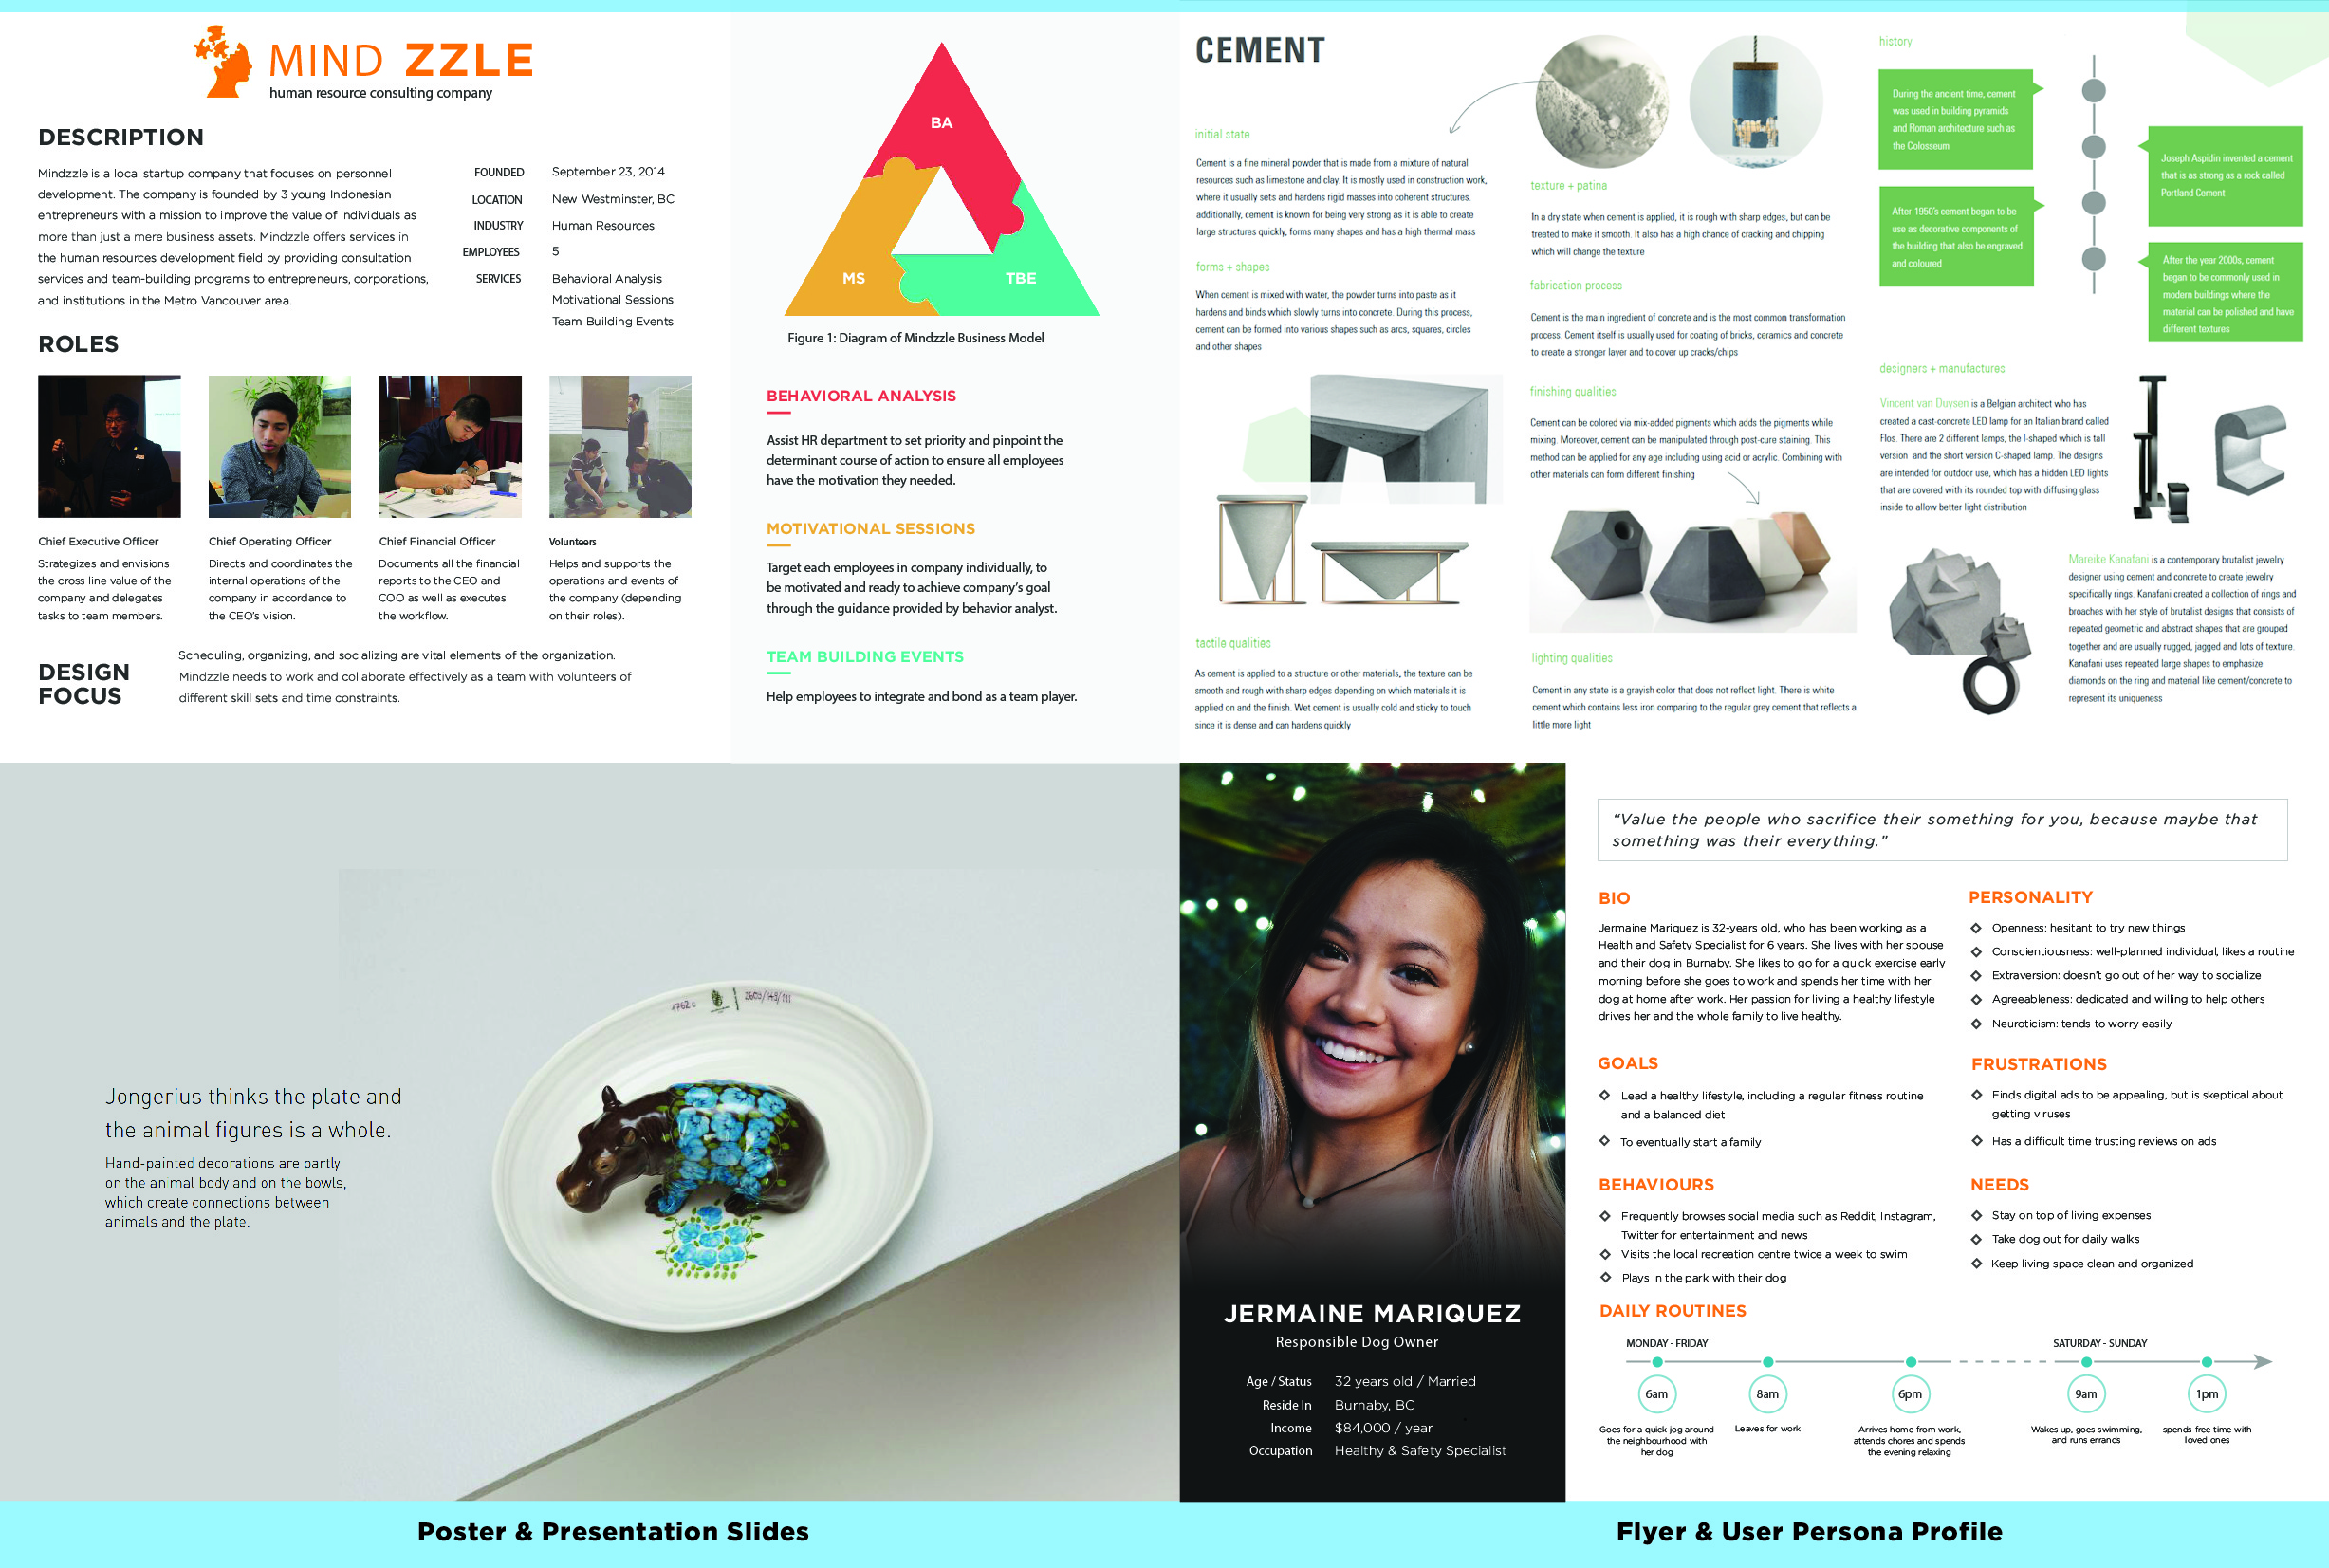 MIND ZZLE
human resource consulting company
DESCRIPTION
Mindzzle is a local startup company that focuses on personnel
development. The company is founded by 3 young Indonesian
entrepreneurs with a mission to improve the value of individuals as
more than just a mere business assets. Mindzzle offers services in
the human resources development field by providing consultation
services and team-building programs to entrepreneurs, corporations,
and institutions in the Metro Vancouver area.
FOUNDED September 23, 2014
LOCATION New Westminster, BC
INDUSTRY Human Resources
EMPLOYEES 5
SERVICES Behavioral Analysis
Motivational Sessions
Team Building Events
ROLES
Chief Executive Officer
Strategizes and envisions
the cross line value of the
company and delegates
tasks to team members.
Chief Operating Officer
Directs and coordinates the
internal operations of the
company in accordance to
the CEO's vision.
Chief Financial Officer
Documents all the financial
reports to the CEO and
COO as well as executes
the workflow.
Volunteers
Helps and supports the
operations and events of
the company (depending
on their roles).
DESIGN
FOCUS
Scheduling, organizing, and socializing are vital elements of the organization.
Mindzzle needs to work and collaborate effectively as a team with volunteers of
different skill sets and time constraints.
BA
MS
TBE
Figure 1: Diagram of Mindzzle Business Model
BEHAVIORAL ANALYSIS
Assist HR department to set priority and pinpoint the
determinant course of action to ensure all employees
have the motivation they needed.
MOTIVATIONAL SESSIONS
Target each employees in company individually, to
be motivated and ready to achieve company's goal
through the guidance provided by behavior analyst.
TEAM BUILDING EVENTS
Help employees to integrate and bond as a team player.
CEMENT
initial state
Cement is a fine mineral powder that is made from a mixture of natural
resources such as limestone and clay. It is mostly used in construction work,
where it usually sets and hardens rigid masses into coherent structures.
additionally, cement is known for being very strong as it is able to create
large structures quickly, forms many shapes and has a high thermal mass
forms + shapes
When cement is mixed with water, the powder turns into paste as it
hardens and binds which slowly turns into concrete. During this process,
cement can be formed into various shapes such as arcs, squares, circles
and other shapes
tactile qualities
As cement is applied to a structure or other materials, the texture can be
smooth and rough with sharp edges depending on which materials it is
applied on and the finish. Wet cement is usually cold and sticky to touch
since it is dense and can hardens quickly
texture + patina
In a dry state when cement is applied, it is rough with sharp edges, but can be
treated to make it smooth. It also has a high chance of cracking and chipping
which will change the texture
fabrication process
Cement is the main ingredient of concrete and is the most common transformation
process. Cement itself is usually used for coating of bricks, ceramics and concrete
to create a stronger layer and to cover up cracks/chips
finishing qualities
Cement can be colored via mix-added pigments which adds the pigments while
mixing. Moreover, cement can be manipulated through post-cure staining. This
method can be applied for any age including using acid or acrylic. Combining with
other materials can form different finishing
lighting qualities
Cement in any state is a grayish color that does not reflect light. There is white
cement which contains less iron comparing to the regular grey cement that reflects a
little more light
history
During the ancient time, cement
was used in building pyramids
and Roman architecture such as
the Colosseum
Joseph Aspidin invented a cement
that is as strong as a rock called
Portland Cement
After 1950's cement began to be
use as decorative components of
the building that also be engraved
and coloured
After the year 2000s, cement
began to be commonly used in
modern buildings where the
material can be polished and have
different textures
designers + manufactures
Vincent van Duysen is a Belgian architect who has
created a cast-concrete LED lamp for an Italian brand called
Flos. There are 2 different lamps, the I-shaped which is tall
version and the short version C-shaped lamp. The designs
are intended for outdoor use, which has a hidden LED lights
that are covered with its rounded top with diffusing glass
inside to allow better light distribution
Mareike Kanafani is a contemporary brutalist jewelry
designer using cement and concrete to create jewelry
specifically rings. Kanafani created a collection of rings and
broaches with her style of brutalist designs that consists of
repeated geometric and abstract shapes that are grouped
together and are usually rugged, jagged and lots of texture.
Kanafani uses repeated large shapes to emphasize
diamonds on the ring and material like cement/concrete to
represent its uniqueness
Jongerius thinks the plate and
the animal figures is a whole.
Hand-painted decorations are partly
on the an mal body and on the bowls,
which create connections between
animals and the plate.
JERMAINE MARIQUEZ
Responsible Dog Owner
Age / Status 32 years old / Married
Reside In Burnaby, BC
Income $84,000 / year
Occupation Healthy & Safety Specialist
“Value the people who sacrifice their something for you, because maybe that
something was their everything.”
BIO
Jermaine Mariquez is 32-years old, who has been working as a
Health and Safety Specialist for 6 years. She lives with her spouse
and their dog in Burnaby. She likes to go for a quick exercise early
morning before she goes to work and spends her time with her
dog at home after work. Her passion for living a healthy lifestyle
drives her and the whole family to live healthy.
PERSONALITY
Openness: hesitant to try new things
Conscientiousness: well-planned individual, likes a routine
Extraversion: doesn't go out of her way to socialize
Agreeableness: dedicated and willing to help others
Neuroticism: tends to worry easily
GOALS
Lead a healthy lifestyle, including a regular fitness routine
and a balanced diet
To eventually start a family
FRUSTRATIONS
Finds digital ads to be appealing, but is skeptical about
getting viruses
Has a difficult time trusting reviews on ads
BEHAVIOURS
Frequently browses social media such as Reddit, Instagram,
Twitter for entertainment and news
Visits the local recreation centre twice a week to swim
Plays in the park with their dog
NEEDS
Stay on top of living expenses
Take dog out for daily walks
Keep living space clean and organized
DAILY ROUTINES
MONDAY - FRIDAY
SATURDAY - SUNDAY
6am
Goes for a quick jog around
the neighbourhood with
her dog
8am
Leaves for work
6pm
Arrives home from work,
attends chores and spends
the evening relaxing
9am
Wakes up, goes swimming,
and runs errands
1pm
spends free time with
loved ones
Poster & Presentation Slides
Flyer & User Persona Profile